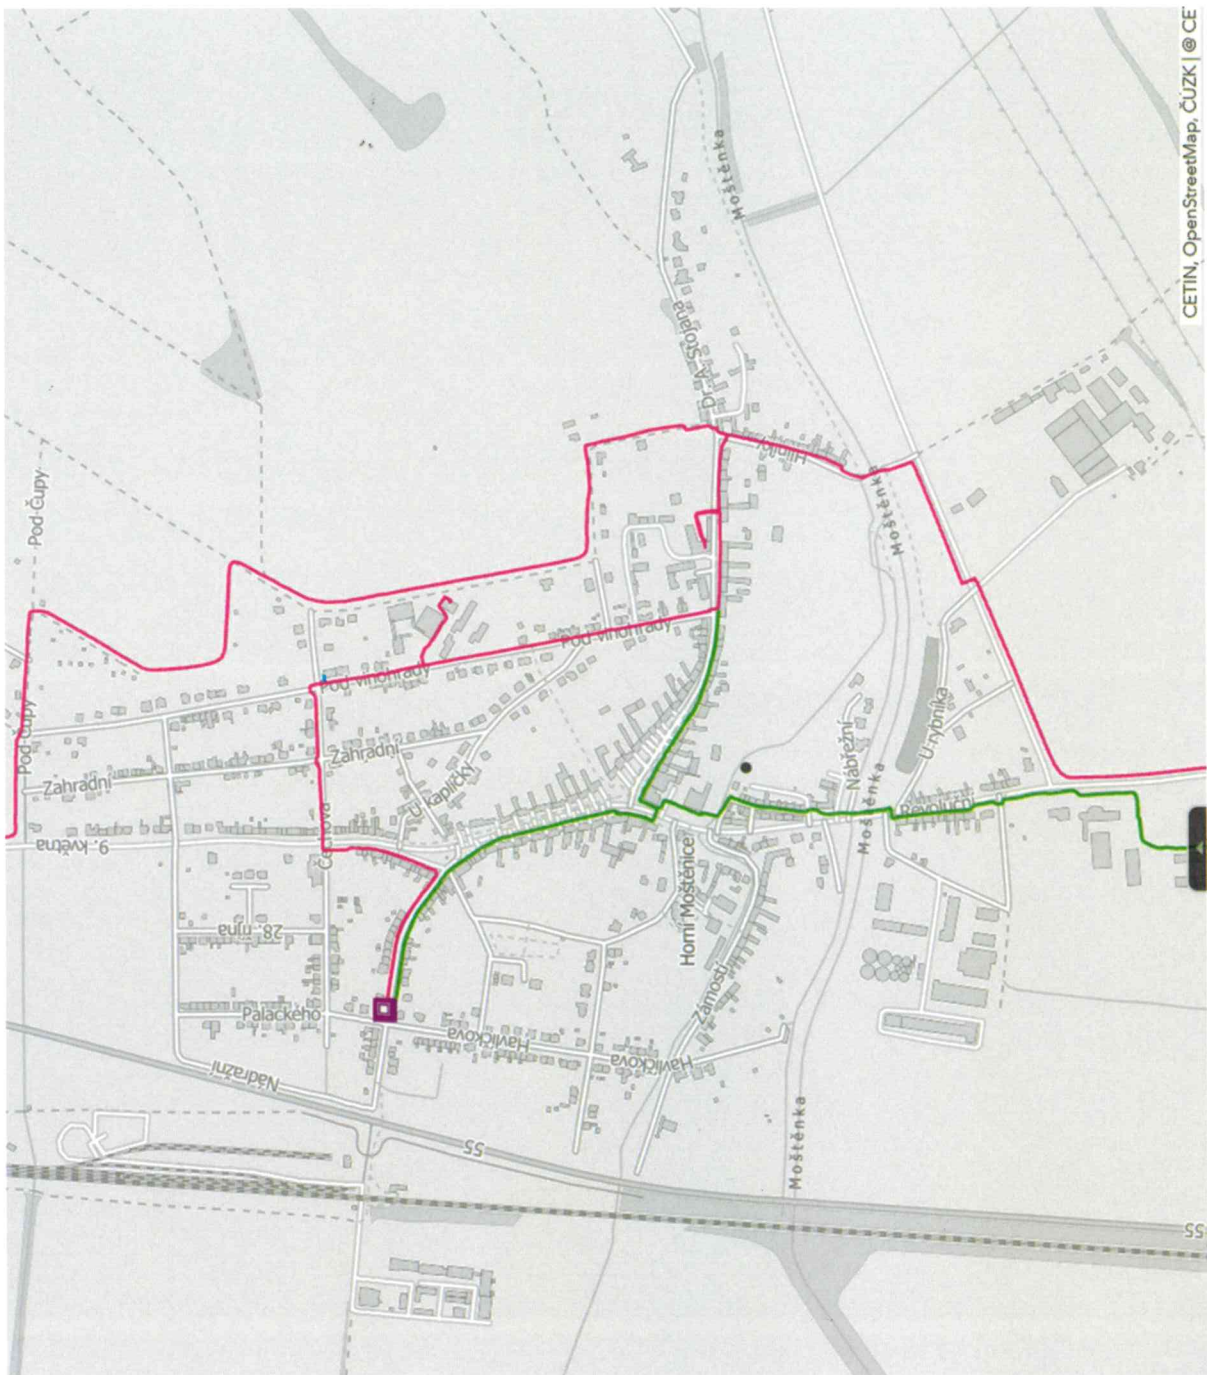 CETIN, OpenStreetMap, ČÚZK | © CE
Moštěnka
Dr. A. Stojana
Hliník
Moštěnka
Pod Čupy
Pod Čupy
Pod vinohrady
Pod vinohrady
Zahradní
Zahradní
U kapličky
9. května
Čechova
28. října
Palackého
Nádražní
Havlíčkova
Havlíčkova
Horní Moštěnice
Zámostí
Nábřežní
U rybníka
Revoluční
Moštěnka
Moštěnka
55
55